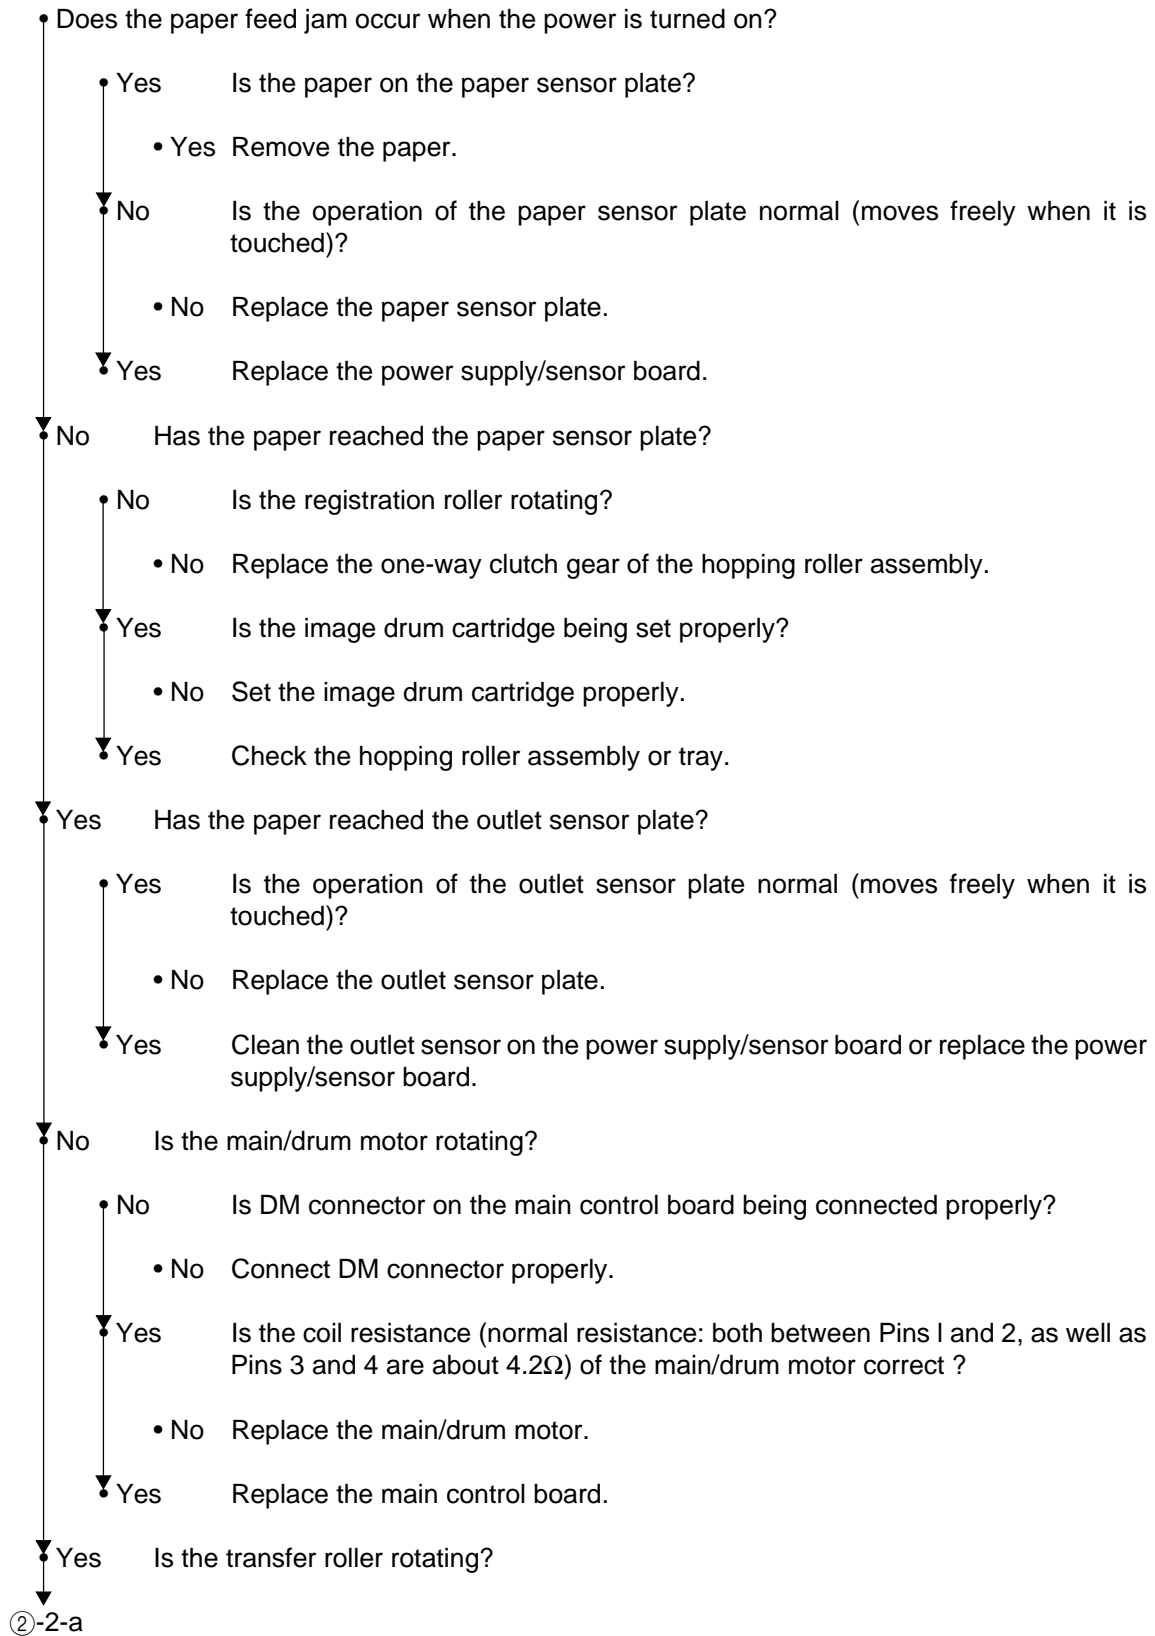 • Does the paper feed jam occur when the power is turned on?
• Yes Is the paper on the paper sensor plate?
• Yes Remove the paper.
• No Is the operation of the paper sensor plate normal (moves freely when it is
touched)?
• No Replace the paper sensor plate.
• Yes Replace the power supply/sensor board.
• No Has the paper reached the paper sensor plate?
• No Is the registration roller rotating?
• No Replace the one-way clutch gear of the hopping roller assembly.
• Yes Is the image drum cartridge being set properly?
• No Set the image drum cartridge properly.
• Yes Check the hopping roller assembly or tray.
• Yes Has the paper reached the outlet sensor plate?
• Yes Is the operation of the outlet sensor plate normal (moves freely when it is
touched)?
• No Replace the outlet sensor plate.
• Yes Clean the outlet sensor on the power supply/sensor board or replace the power
supply/sensor board.
• No Is the main/drum motor rotating?
• No Is DM connector on the main control board being connected properly?
• No Connect DM connector properly.
• Yes Is the coil resistance (normal resistance: both between Pins l and 2, as well as
Pins 3 and 4 are about 4.2Ω) of the main/drum motor correct ?
• No Replace the main/drum motor.
• Yes Replace the main control board.
• Yes Is the transfer roller rotating?
②-2-a